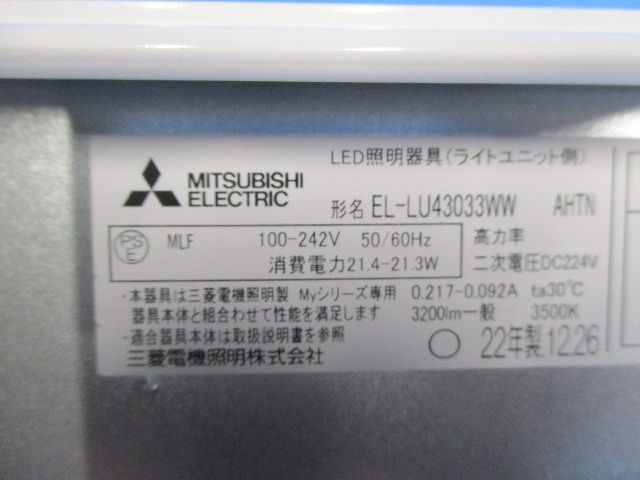 LED照明器具(ライトユニット側)
MITSUBISHI
ELECTRIC
形名 EL-LU43033WW AHTN
PS
E
MLF 100-242V 50/60Hz 高力率
消費電力21.4-21.3W 二次電圧DC224V
・本器具は三菱電機照明製 Myシリーズ専用 0.217-0.092A ta30℃
器具本体と組合わせて性能を満足します 3200lm一般 3500K
・適合器具本体は取扱説明書を参照
三菱電機照明株式会社 22年製 1226